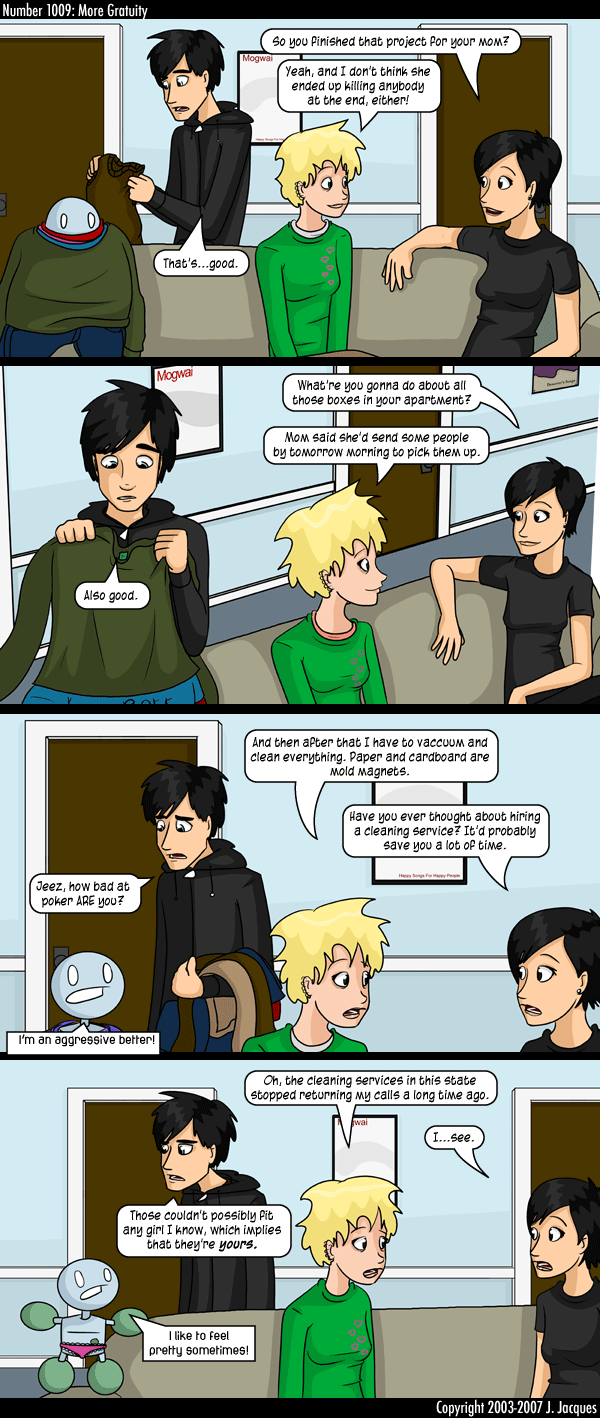 Number 1009: More Gratuity
So you finished that project for your mom?
Yeah, and I don't think she
ended up killing anybody
at the end, either!
Mogwai
Happy Songs For Happy
That's...good.
Mogwai
What're you gonna do about all
those boxes in your apartment?
Mom said she'd send some people
by tomorrow morning to pick them up.
Also good.
And then after that I have to vaccuum and
clean everything. Paper and cardboard are
mold magnets.
Have you ever thought about hiring
a cleaning service? It'd probably
save you a lot of time.
Happy Songs For Happy People
Jeez, how bad at
poker ARE you?
I'm an aggressive better!
Oh, the cleaning services in this state
stopped returning my calls a long time ago.
Mogwai
I...see.
Those couldn't possibly fit
any girl I know, which implies
that they're yours.
I like to feel
pretty sometimes!
Copyright 2003-2007 J. Jacques